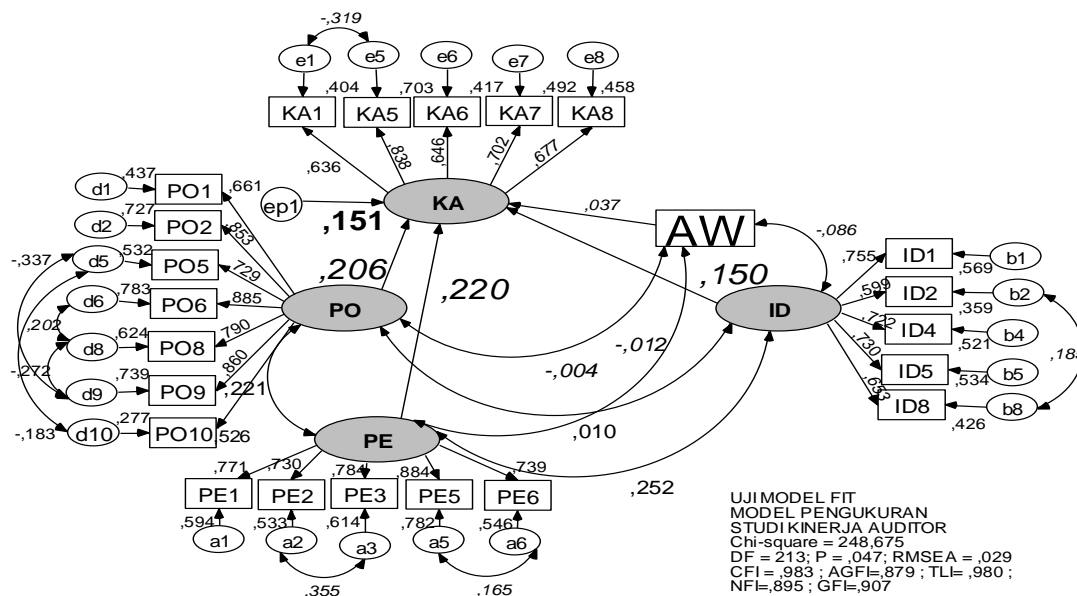 -,319
e1 e5 e6 e7 e8
,404 ,703 ,417 ,492 ,458
KA1 KA5 KA6 KA7 KA8
,636 ,838 ,646 ,702 ,677
KA
ep1
,151
,037
AW
-,086
d1 ,437 PO1 ,661
d2 ,727 PO2 ,853
-,337 d5 ,532 PO5 ,729
d6 ,783 PO6 ,885
,202 d8 ,624 PO8 ,790
-,272 d9 ,739 PO9 ,860
-,183 d10 ,277 PO10 ,526
,206
PO
,220
,150
ID
,755 ID1 ,569 b1
,599 ID2 ,359 b2
,722 ID4 ,521 b4
,730 ID5 ,534 b5
,653 ID8 ,426 b8
-,012
-,004
,221
,010
,252
PE
,771 ,730 ,784 ,884 ,739
PE1 PE2 PE3 PE5 PE6
,594 ,533 ,614 ,782 ,546
a1 a2 a3 a5 a6
,355 ,165
UJI MODEL FIT
MODEL PENGUKURAN
STUDI KINERJA AUDITOR
Chi-square = 248,675
DF = 213; P = ,047; RMSEA = ,029
CFI = ,983 ; AGFI=,879 ; TLI= ,980 ;
NFI=,895 ; GFI=,907